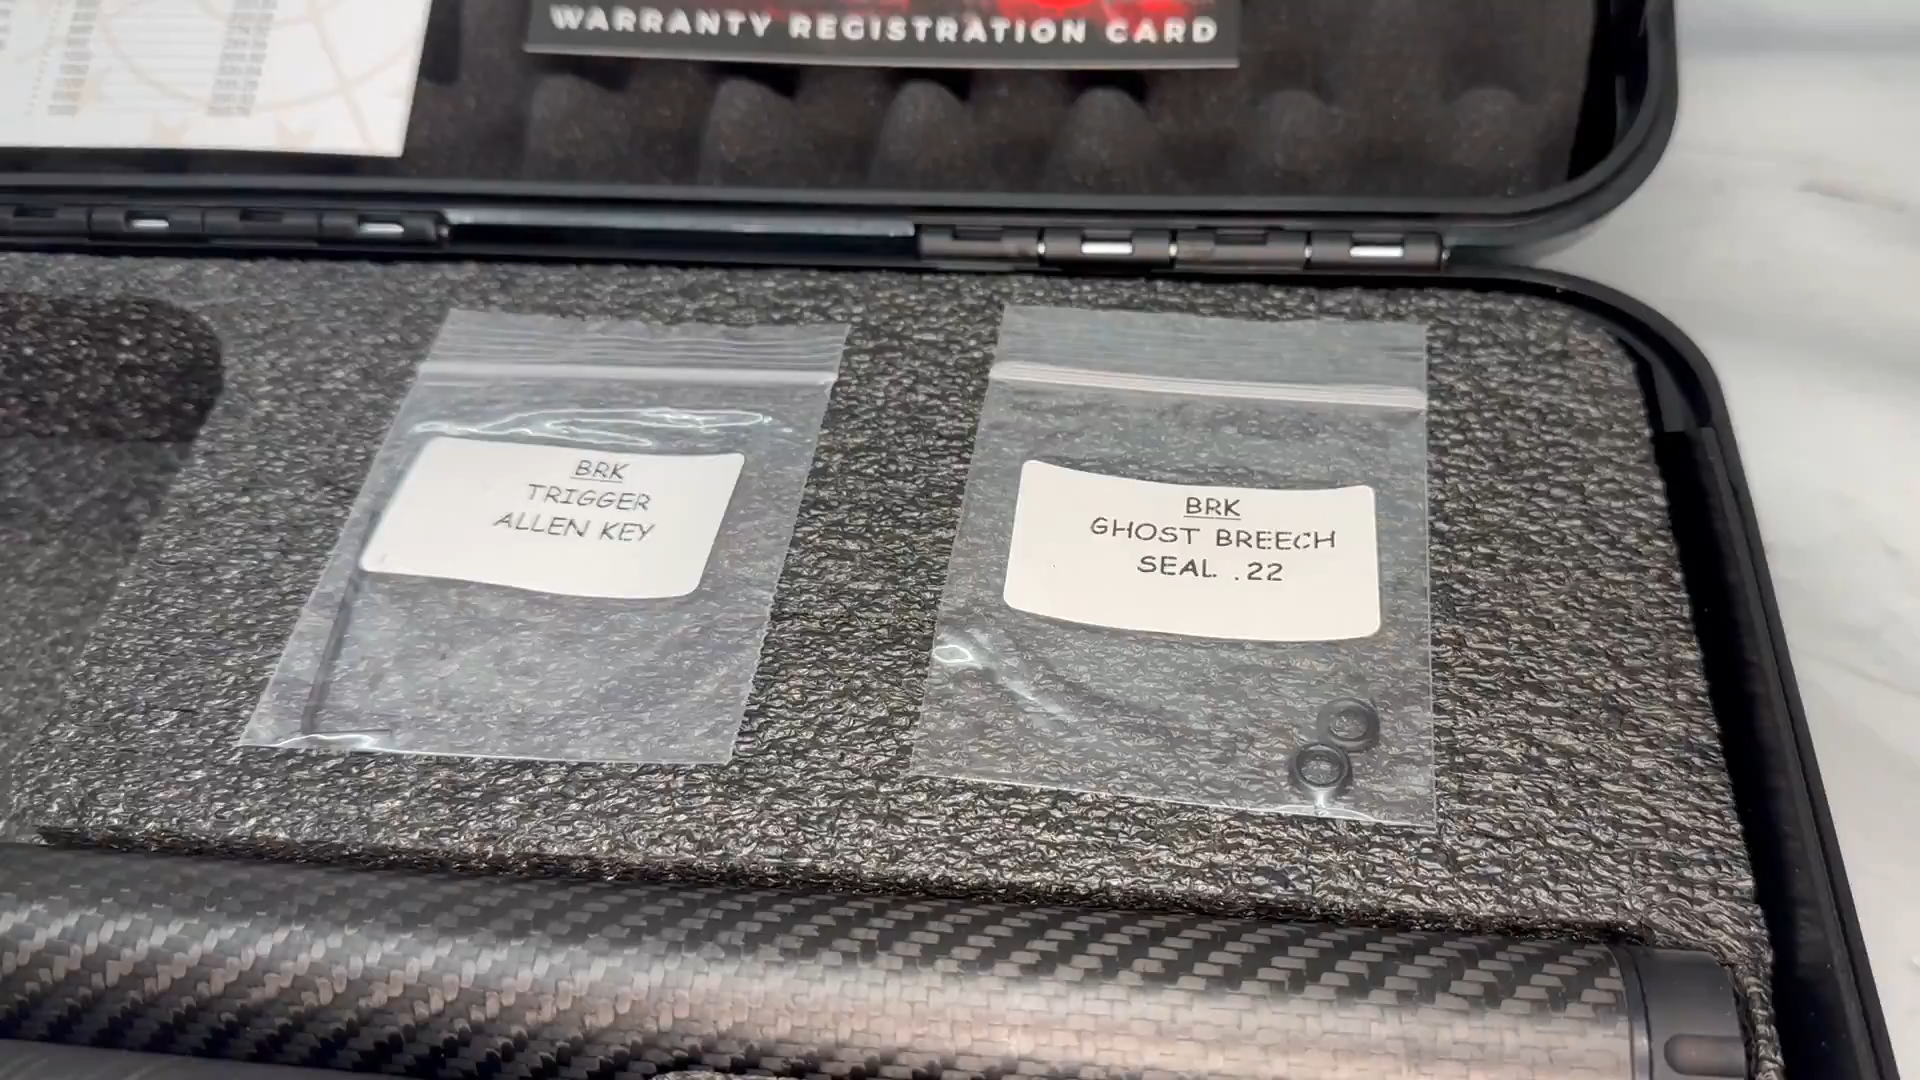 WARRANTY REGISTRATION CARD
BRK
TRIGGER
ALLEN KEY
BRK
GHOST BREECH
SEAL .22